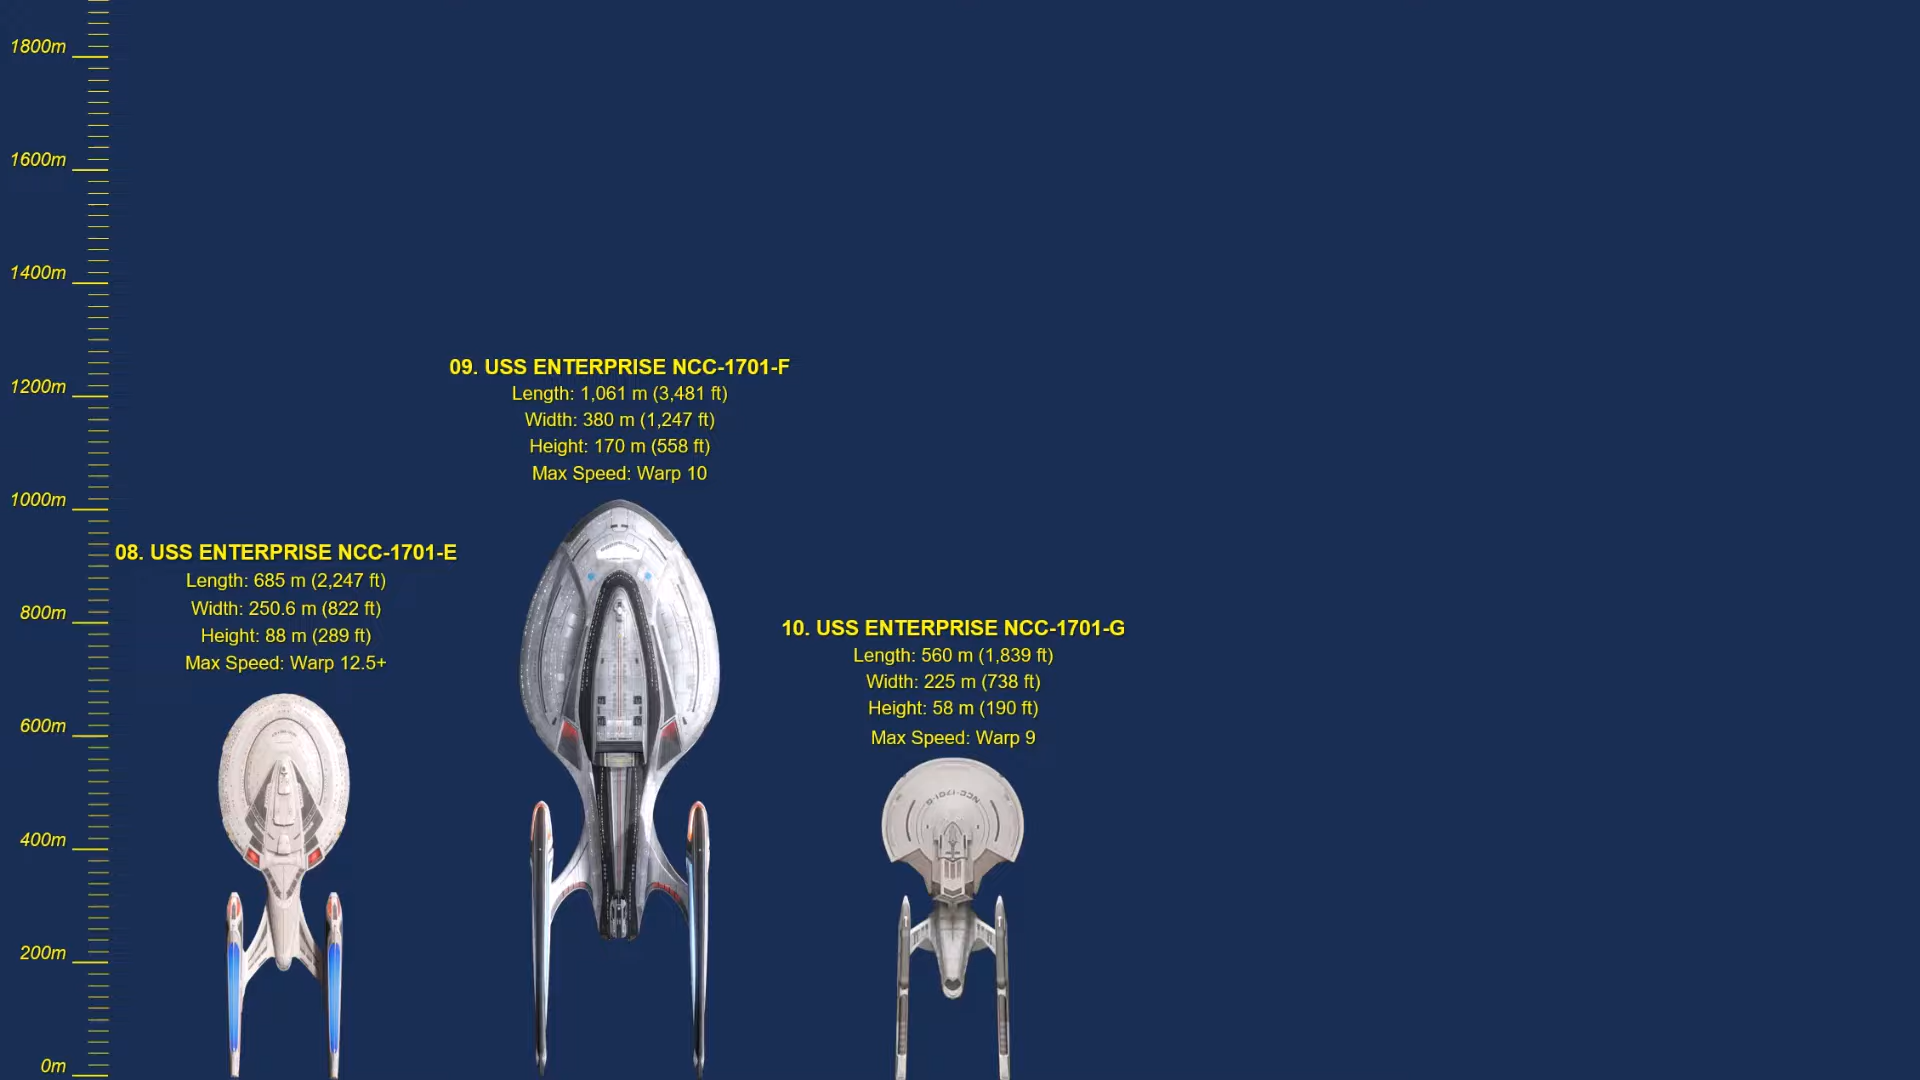 1800m
1600m
1400m
1200m
1000m
800m
600m
400m
200m
0m
08. USS ENTERPRISE NCC-1701-E
Length: 685 m (2,247 ft)
Width: 250.6 m (822 ft)
Height: 88 m (289 ft)
Max Speed: Warp 12.5+
09. USS ENTERPRISE NCC-1701-F
Length: 1,061 m (3,481 ft)
Width: 380 m (1,247 ft)
Height: 170 m (558 ft)
Max Speed: Warp 10
10. USS ENTERPRISE NCC-1701-G
Length: 560 m (1,839 ft)
Width: 225 m (738 ft)
Height: 58 m (190 ft)
Max Speed: Warp 9
NCC-1701-G